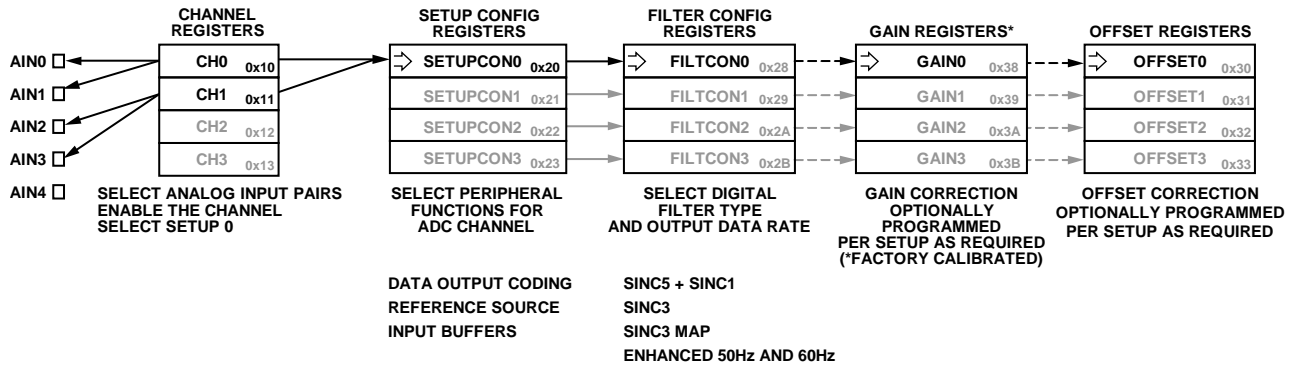 CHANNEL
REGISTERS
SETUP CONFIG
REGISTERS
FILTER CONFIG
REGISTERS
GAIN REGISTERS*
OFFSET REGISTERS
AIN0
AIN1
AIN2
AIN3
AIN4
CH0 0x10
CH1 0x11
CH2 0x12
CH3 0x13
SETUPCON0 0x20
SETUPCON1 0x21
SETUPCON2 0x22
SETUPCON3 0x23
FILTCON0 0x28
FILTCON1 0x29
FILTCON2 0x2A
FILTCON3 0x2B
GAIN0 0x38
GAIN1 0x39
GAIN2 0x3A
GAIN3 0x3B
OFFSET0 0x30
OFFSET1 0x31
OFFSET2 0x32
OFFSET3 0x33
SELECT ANALOG INPUT PAIRS
ENABLE THE CHANNEL
SELECT SETUP 0
SELECT PERIPHERAL
FUNCTIONS FOR
ADC CHANNEL
SELECT DIGITAL
FILTER TYPE
AND OUTPUT DATA RATE
GAIN CORRECTION
OPTIONALLY
PROGRAMMED
PER SETUP AS REQUIRED
(*FACTORY CALIBRATED)
OFFSET CORRECTION
OPTIONALLY PROGRAMMED
PER SETUP AS REQUIRED
DATA OUTPUT CODING
REFERENCE SOURCE
INPUT BUFFERS
SINC5 + SINC1
SINC3
SINC3 MAP
ENHANCED 50Hz AND 60Hz